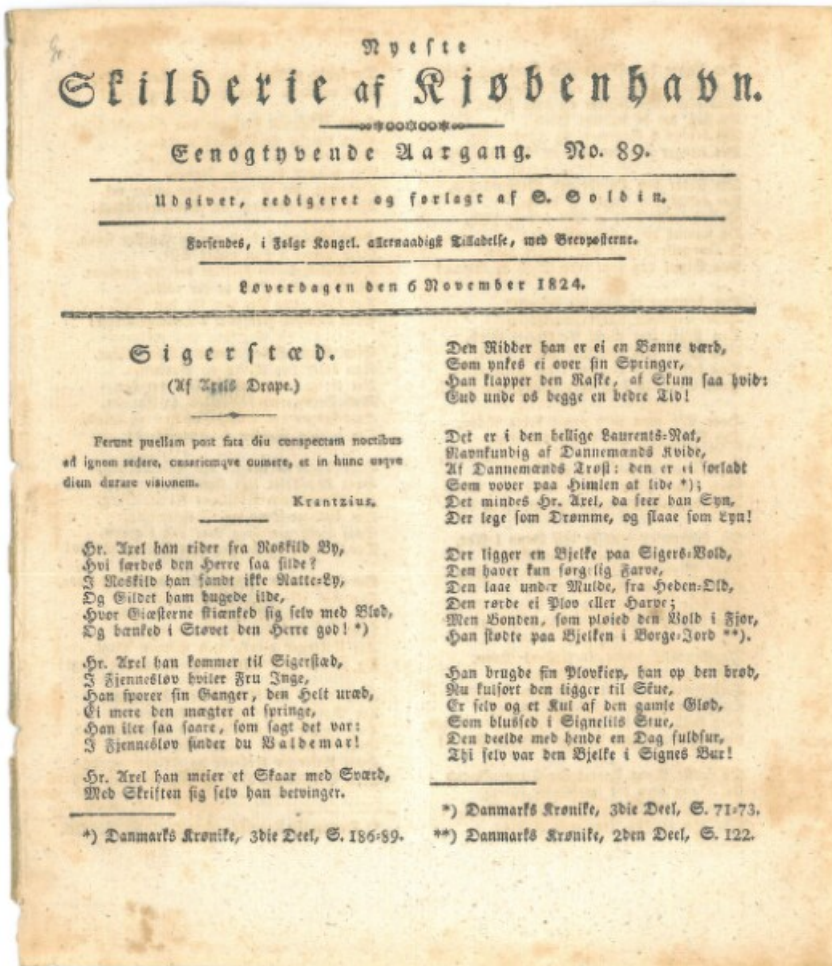 Nyeste
Skilderie af Kjøbenhavn.
Eenogtyvende Aargang. No. 89.
Udgivet, redigeret og forlagt af S. Soldin.
Forsendes, i Følge Kongel. allernaadigst Tilladelse, med Brevposterne.
Løverdagen den 6 November 1824.
Sigerstæd.
(Af Axels Drape.)
Ferunt puellam post fata diu conspectam noctibus
ad ignem sedere, caesariemqve comere, et in hunc usqve
diem durare visionem.
Krantzius.
Hr. Axel han rider fra Roskild By,
Hvi færdes den Herre saa silde?
I Roskild han fandt ikke Natte-Ly,
Og Gildet ham hugede ilde,
Hvor Giæsterne skiænked sig selv med Blod,
Og bænked i Støvet den Herre god! *)
Hr. Axel han kommer til Sigerstæd,
I Fjennesløv hviler Fru Inge,
Han sporer sin Ganger, den Helt uræd,
Ei mere den mægter at springe,
Han iler saa saare, som sagt det var:
I Fjennesløv finder du Valdemar!
Hr. Axel han meier et Skaar med Sværd,
Med Skriften sig selv han betvinger.
*) Danmarks Krønike, 3die Deel, S. 186-89.
Den Ridder han er ei en Bønne værd,
Som ynkes ei over sin Springer,
Han klapper den Raske, af Skum saa hvid:
Gud unde os begge en bedre Tid!
Det er i den hellige Laurents-Nat,
Navnkundig af Dannemænds Kvide,
Af Dannemænds Trøst: den er ei forladt
Som vover paa Himlen at lide *);
Det mindes Hr. Axel, da seer han Syn,
Der lege som Drømme, og slaae som Lyn!
Der ligger en Bjelke paa Sigers-Vold,
Den haver kun sørgelig Farve,
Den laae under Mulde, fra Heden-Old,
Den rørde ei Plov eller Harve;
Men Bonden, som pløied den Vold i Fjør,
Han stødte paa Bjelken i Borge-Jord **).
Han brugde sin Plovkiep, han op den brød,
Nu kulsort den ligger til Skue,
Er selv og et Kul af den gamle Glød,
Som blussed i Signelils Stue,
Den deelde med hende en Dag fuldsur,
Thi selv var den Bjelke i Signes Bur!
*) Danmarks Krønike, 3die Deel, S. 71-73.
**) Danmarks Krønike, 2den Deel, S. 122.